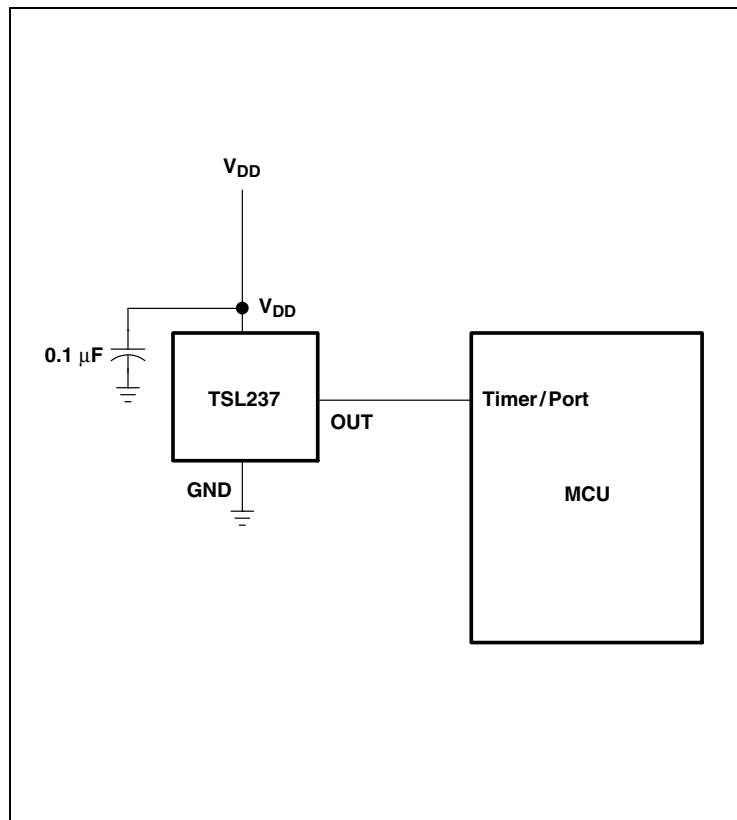 VDD
VDD
0.1 μF
TSL237
OUT
Timer/Port
GND
MCU